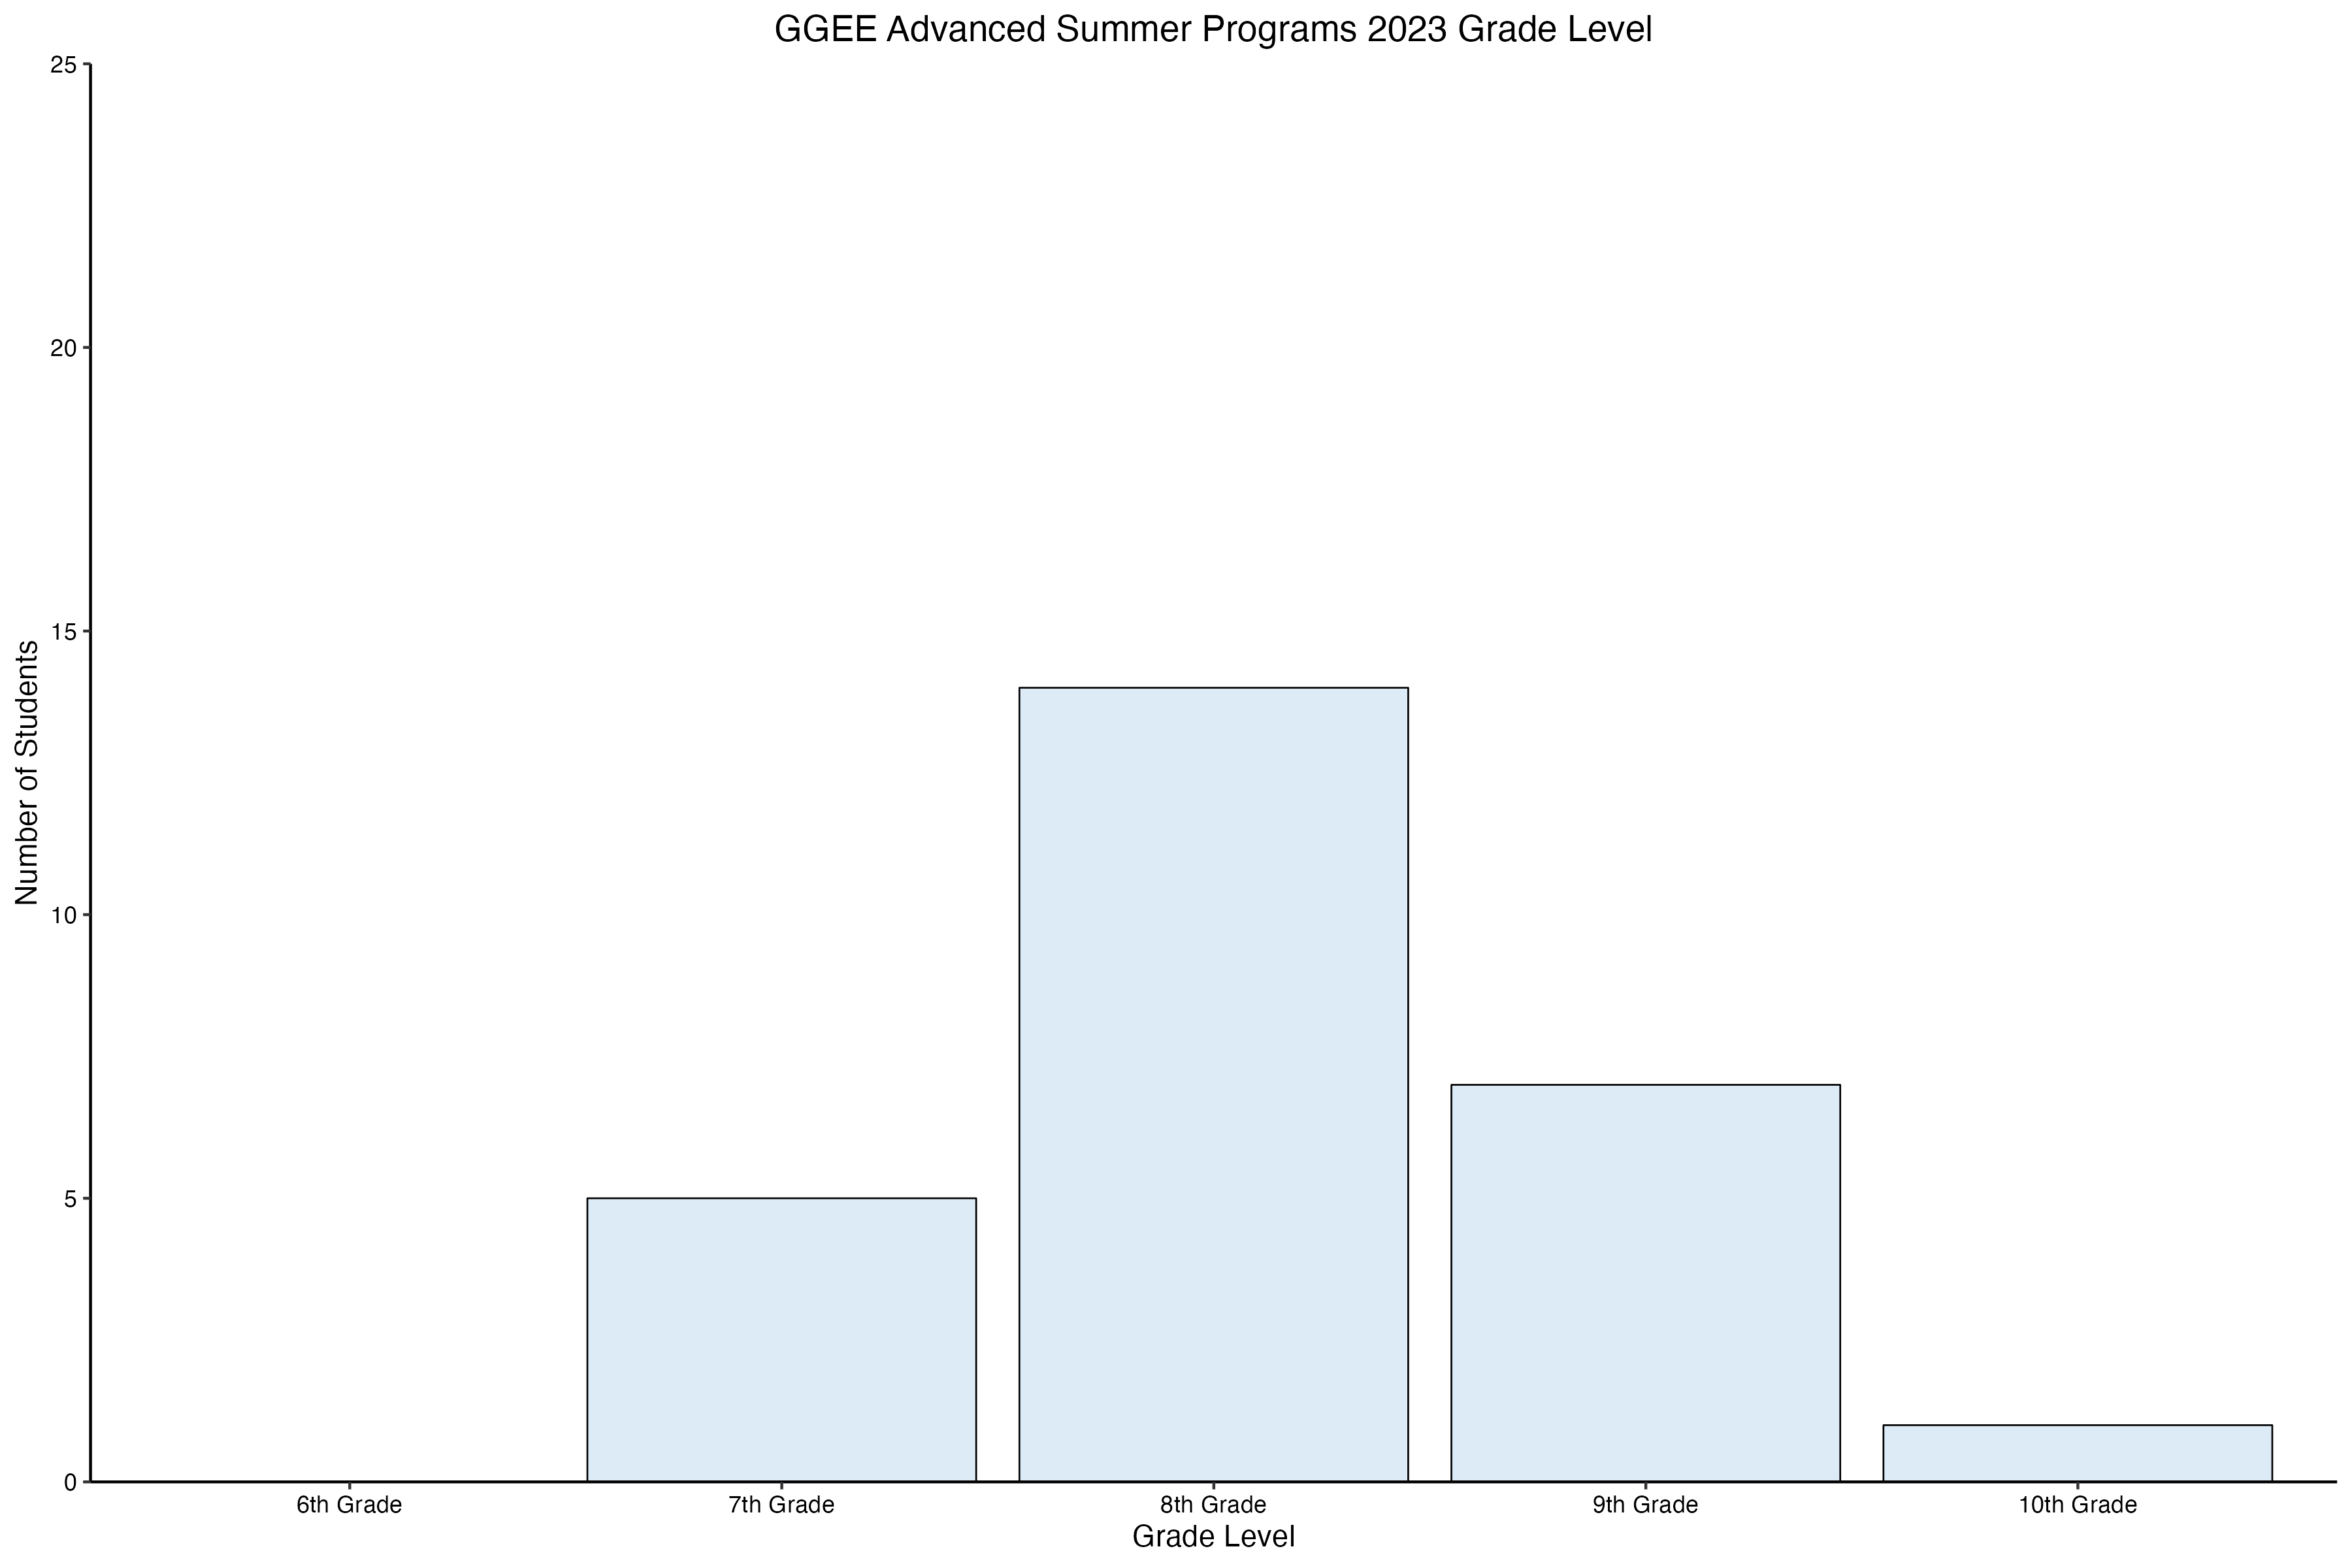 GGEE Advanced Summer Programs 2023 Grade Level
25
20
15
10
5
0
Number of Students
6th Grade 7th Grade 8th Grade 9th Grade 10th Grade
Grade Level